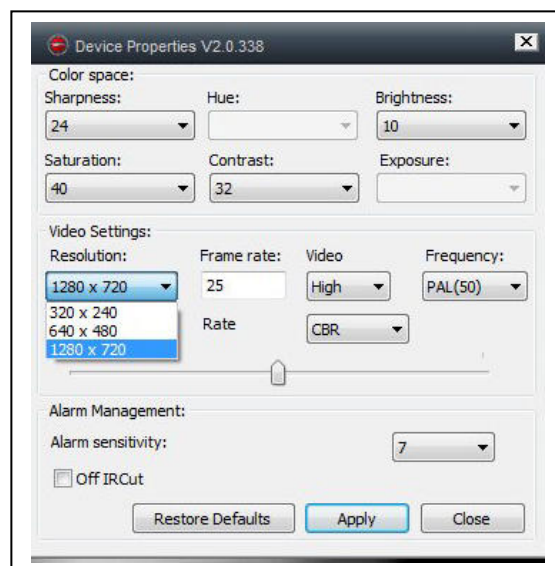 Device Properties V2.0.338
Color space:
Sharpness: Hue: Brightness:
24 10
Saturation: Contrast: Exposure:
40 32
Video Settings:
Resolution: Frame rate: Video Frequency:
1280 x 720 25 High PAL(50)
320 x 240
640 x 480
1280 x 720
Rate CBR
Alarm Management:
Alarm sensitivity: 7
Off IRCut
Restore Defaults Apply Close